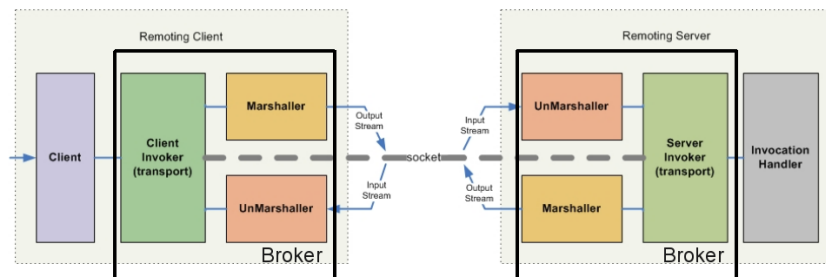 Remoting Client
Remoting Server
Client
Client
Invoker
(transport)
Marshaller
UnMarshaller
Broker
Output
Stream
Input
Stream
socket
Input
Stream
Output
Stream
UnMarshaller
Marshaller
Server
Invoker
(transport)
Broker
Invocation
Handler